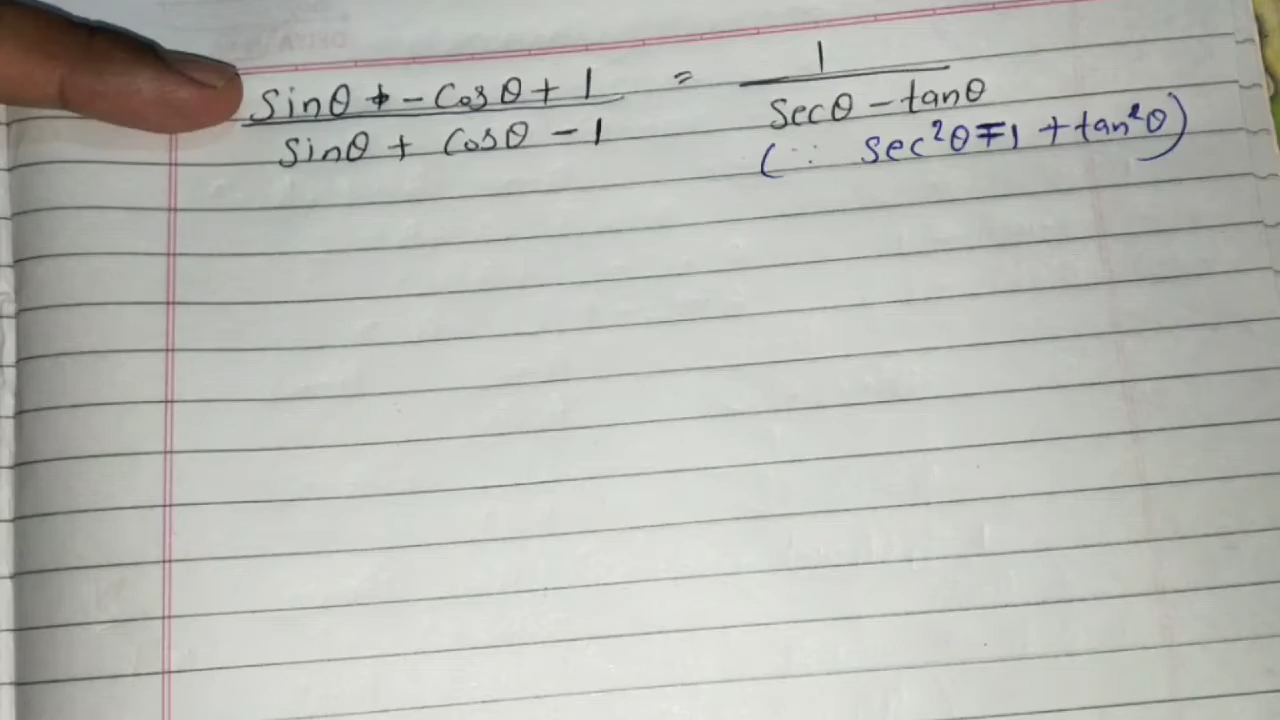 sinθ - cosθ + 1 = 1
sinθ + cosθ - 1 secθ - tanθ
(∵ sec²θ = 1 + tan²θ)